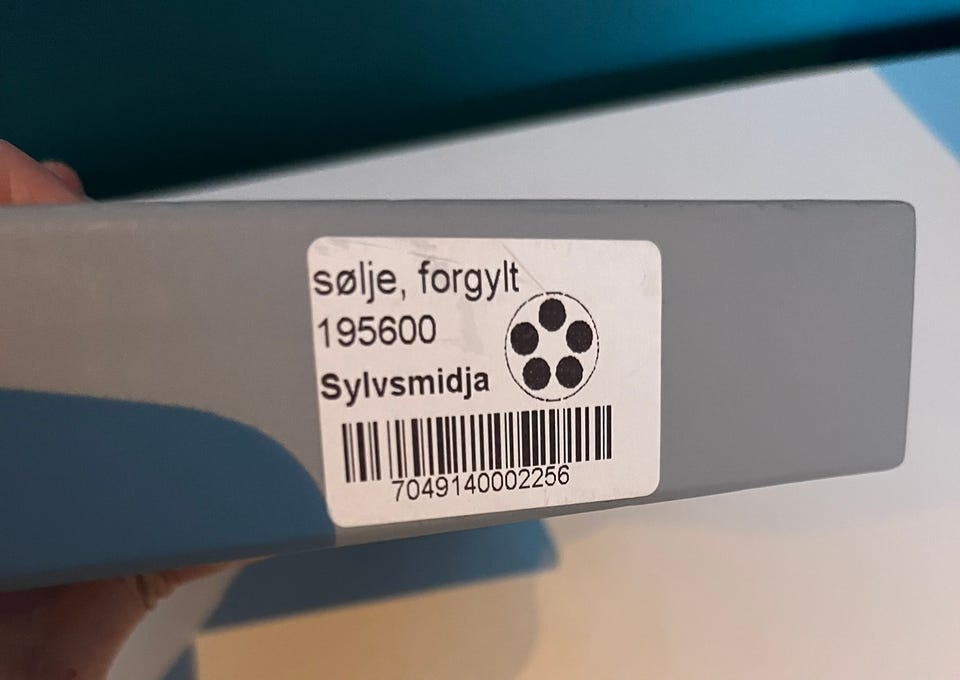 sølje, forgylt
195600
Sylvsmidja
7049140002256